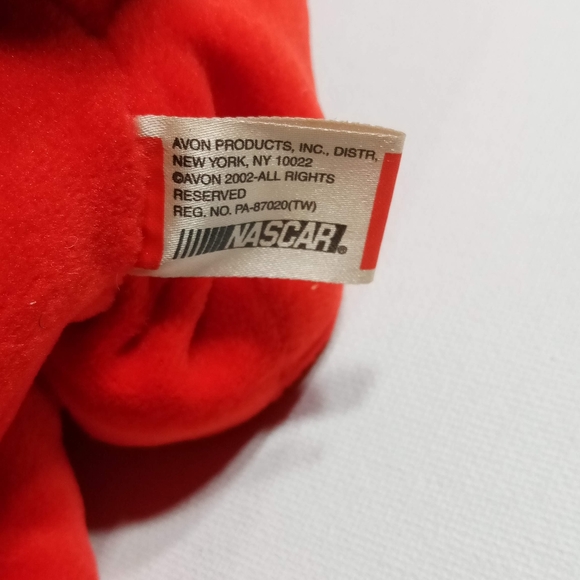 AVON PRODUCTS, INC., DISTR,
NEW YORK, NY 10022
©AVON 2002-ALL RIGHTS
RESERVED
REG. NO. PA-87020(TW)
NASCAR®